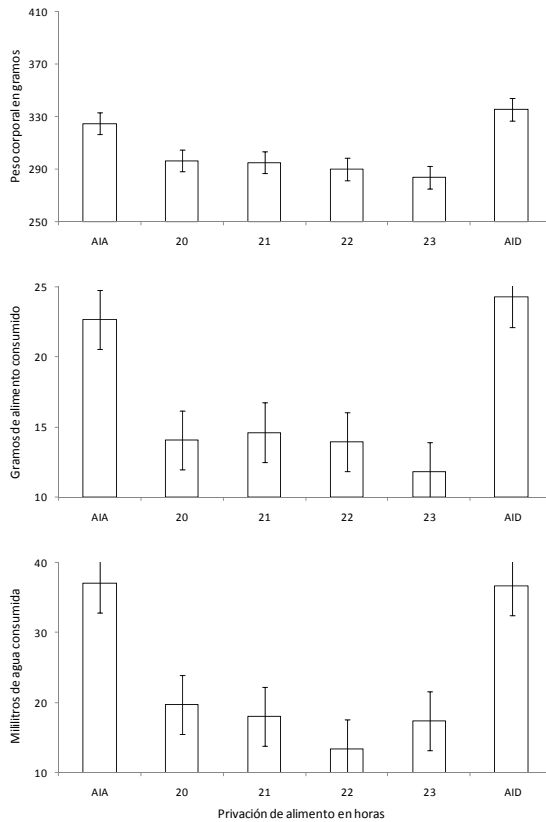 Peso corporal en gramos
410
370
330
290
250
AIA 20 21 22 23 AID
Gramos de alimento consumido
25
20
15
10
AIA 20 21 22 23 AID
Mililitros de agua consumida
40
30
20
10
AIA 20 21 22 23 AID
Privación de alimento en horas